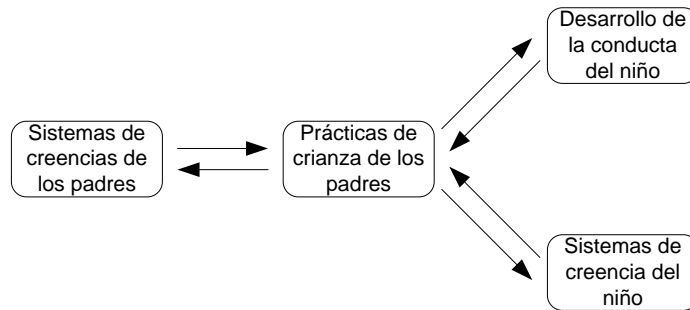 Sistemas de
creencias de
los padres
Prácticas de
crianza de los
padres
Desarrollo de
la conducta
del niño
Sistemas de
creencia del
niño